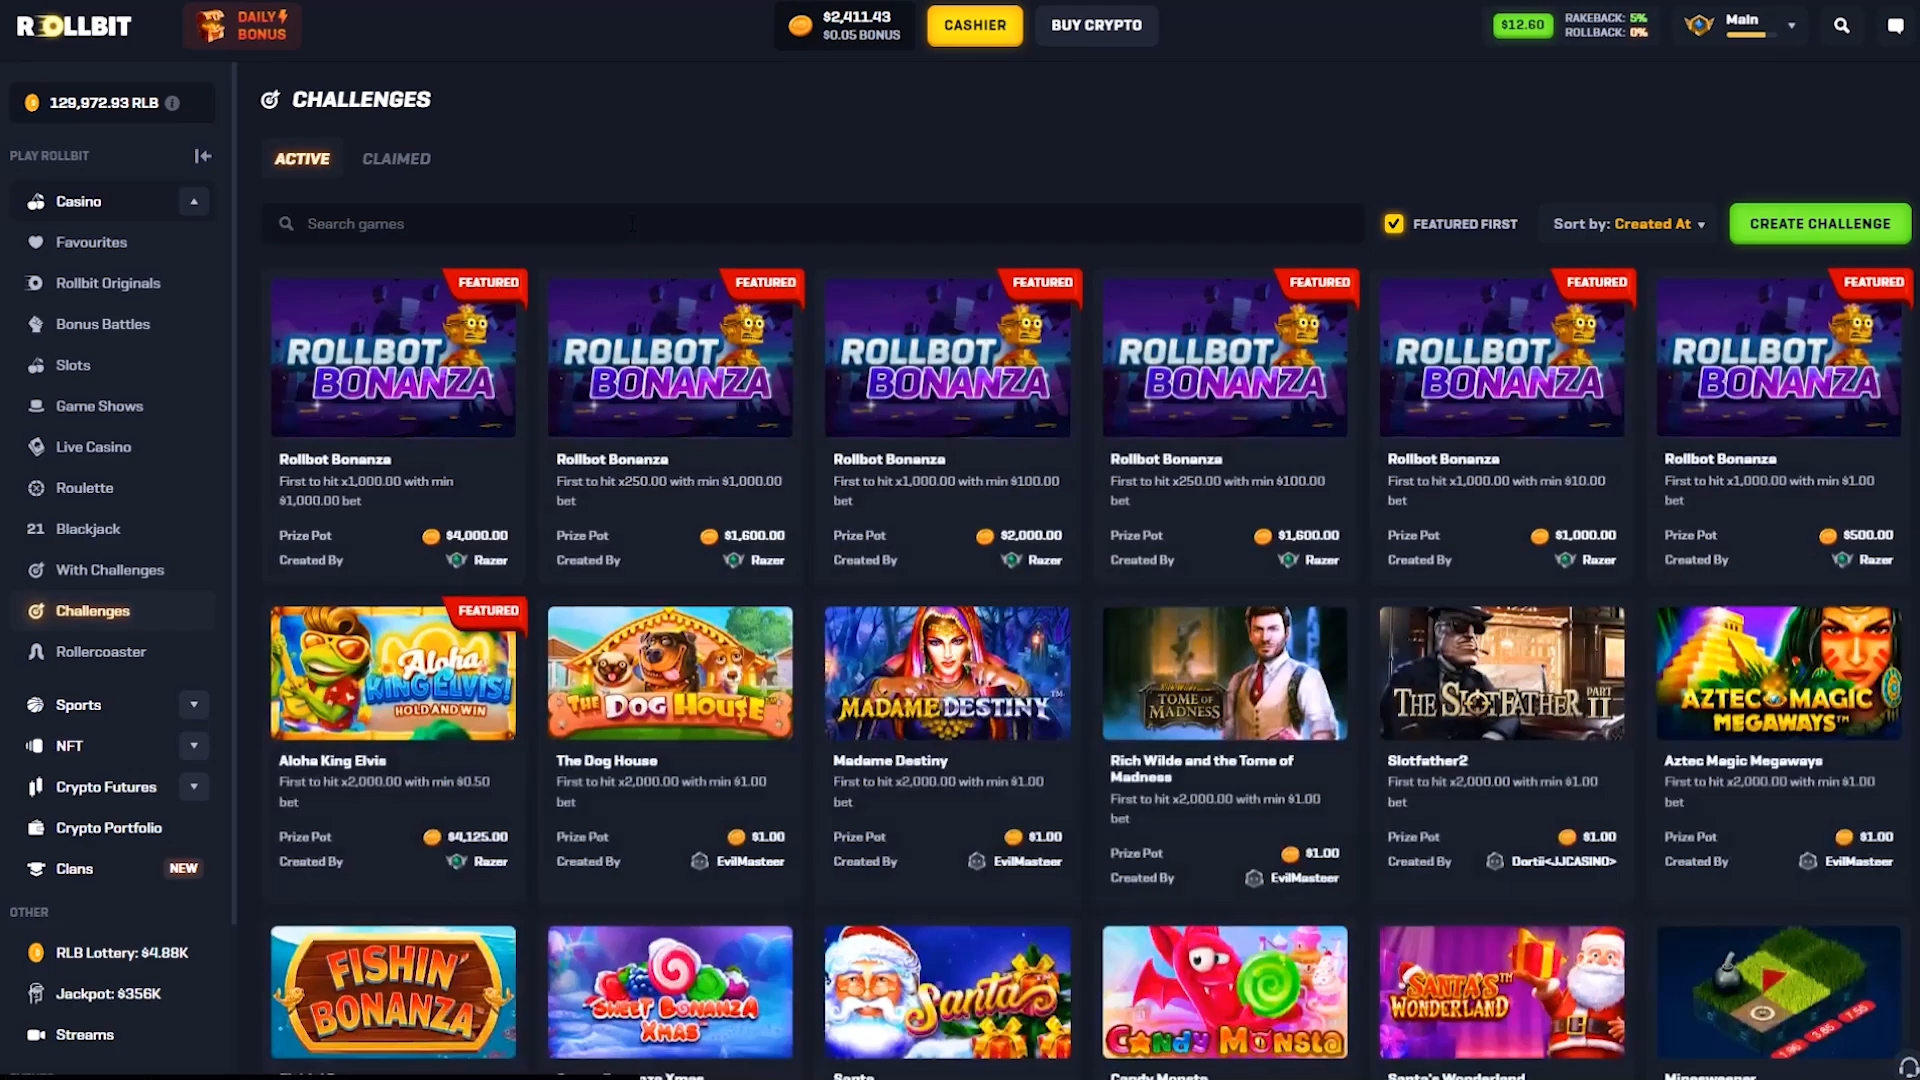 ROLLBIT
DAILY
BONUS
$2,411.43
$0.05 BONUS
CASHIER
BUY CRYPTO
$12.60
RAKEBACK: 5%
ROLLBACK: 0%
Main
129,972.93 RLB
PLAY ROLLBIT
Casino
Favourites
Rollbit Originals
Bonus Battles
Slots
Game Shows
Live Casino
Roulette
21 Blackjack
With Challenges
Challenges
Rollercoaster
Sports
NFT
Crypto Futures
Crypto Portfolio
Clans NEW
OTHER
RLB Lottery: $4.88K
Jackpot: $356K
Streams
CHALLENGES
ACTIVE CLAIMED
Search games
FEATURED FIRST
Sort by: Created At
CREATE CHALLENGE
FEATURED
ROLLBOT
BONANZA
Rollbot Bonanza
First to hit x1,000.00 with min
$1,000.00 bet
Prize Pot $4,000.00
Created By Razer
FEATURED
ROLLBOT
BONANZA
Rollbot Bonanza
First to hit x250.00 with min $1,000.00
bet
Prize Pot $1,600.00
Created By Razer
FEATURED
ROLLBOT
BONANZA
Rollbot Bonanza
First to hit x1,000.00 with min $100.00
bet
Prize Pot $2,000.00
Created By Razer
FEATURED
ROLLBOT
BONANZA
Rollbot Bonanza
First to hit x250.00 with min $100.00
bet
Prize Pot $1,600.00
Created By Razer
FEATURED
ROLLBOT
BONANZA
Rollbot Bonanza
First to hit x1,000.00 with min $10.00
bet
Prize Pot $1,000.00
Created By Razer
FEATURED
ROLLBOT
BONANZA
Rollbot Bonanza
First to hit x1,000.00 with min $1.00
bet
Prize Pot $500.00
Created By Razer
FEATURED
Aloha
KING ELVIS!
HOLD AND WIN
Aloha King Elvis
First to hit x2,000.00 with min $0.50
bet
Prize Pot $4,125.00
Created By Razer
THE DOG HOUSE
The Dog House
First to hit x2,000.00 with min $1.00
bet
Prize Pot $1.00
Created By EvilMasteer
MADAME DESTINY™
Madame Destiny
First to hit x2,000.00 with min $1.00
bet
Prize Pot $1.00
Created By EvilMasteer
TOME OF
MADNESS
Rich Wilde and the Tome of
Madness
First to hit x2,000.00 with min $1.00
bet
Prize Pot $1.00
Created By EvilMasteer
THE SLOTFATHER PART II
Slotfather2
First to hit x2,000.00 with min $1.00
bet
Prize Pot $1.00
Created By Dortii<JJCASINO>
AZTEC MAGIC
MEGAWAYS™
Aztec Magic Megaways
First to hit x2,000.00 with min $1.00
bet
Prize Pot $1.00
Created By EvilMasteer
FISHIN'
BONANZA
SWEET BONANZA
XMAS
Santa
Candy Monsta
SANTA'S™
WONDERLAND
1.96 3.85 7.55
Santa
Candy Monsta
Santa's Wonderland
Minesweeper